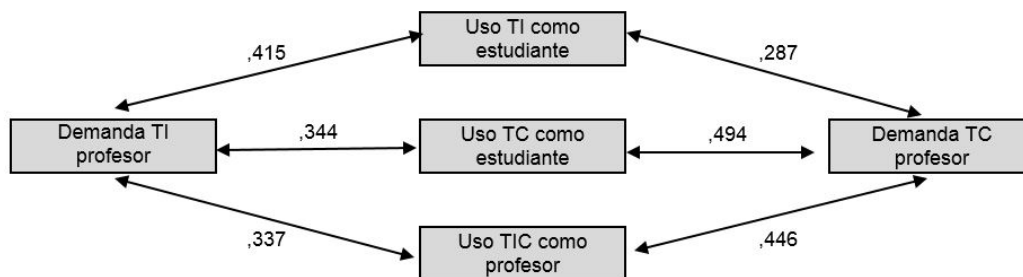 Uso TI como
estudiante
,415
,287
Demanda TI
profesor
,344
Uso TC como
estudiante
,494
Demanda TC
profesor
,337
Uso TIC como
profesor
,446